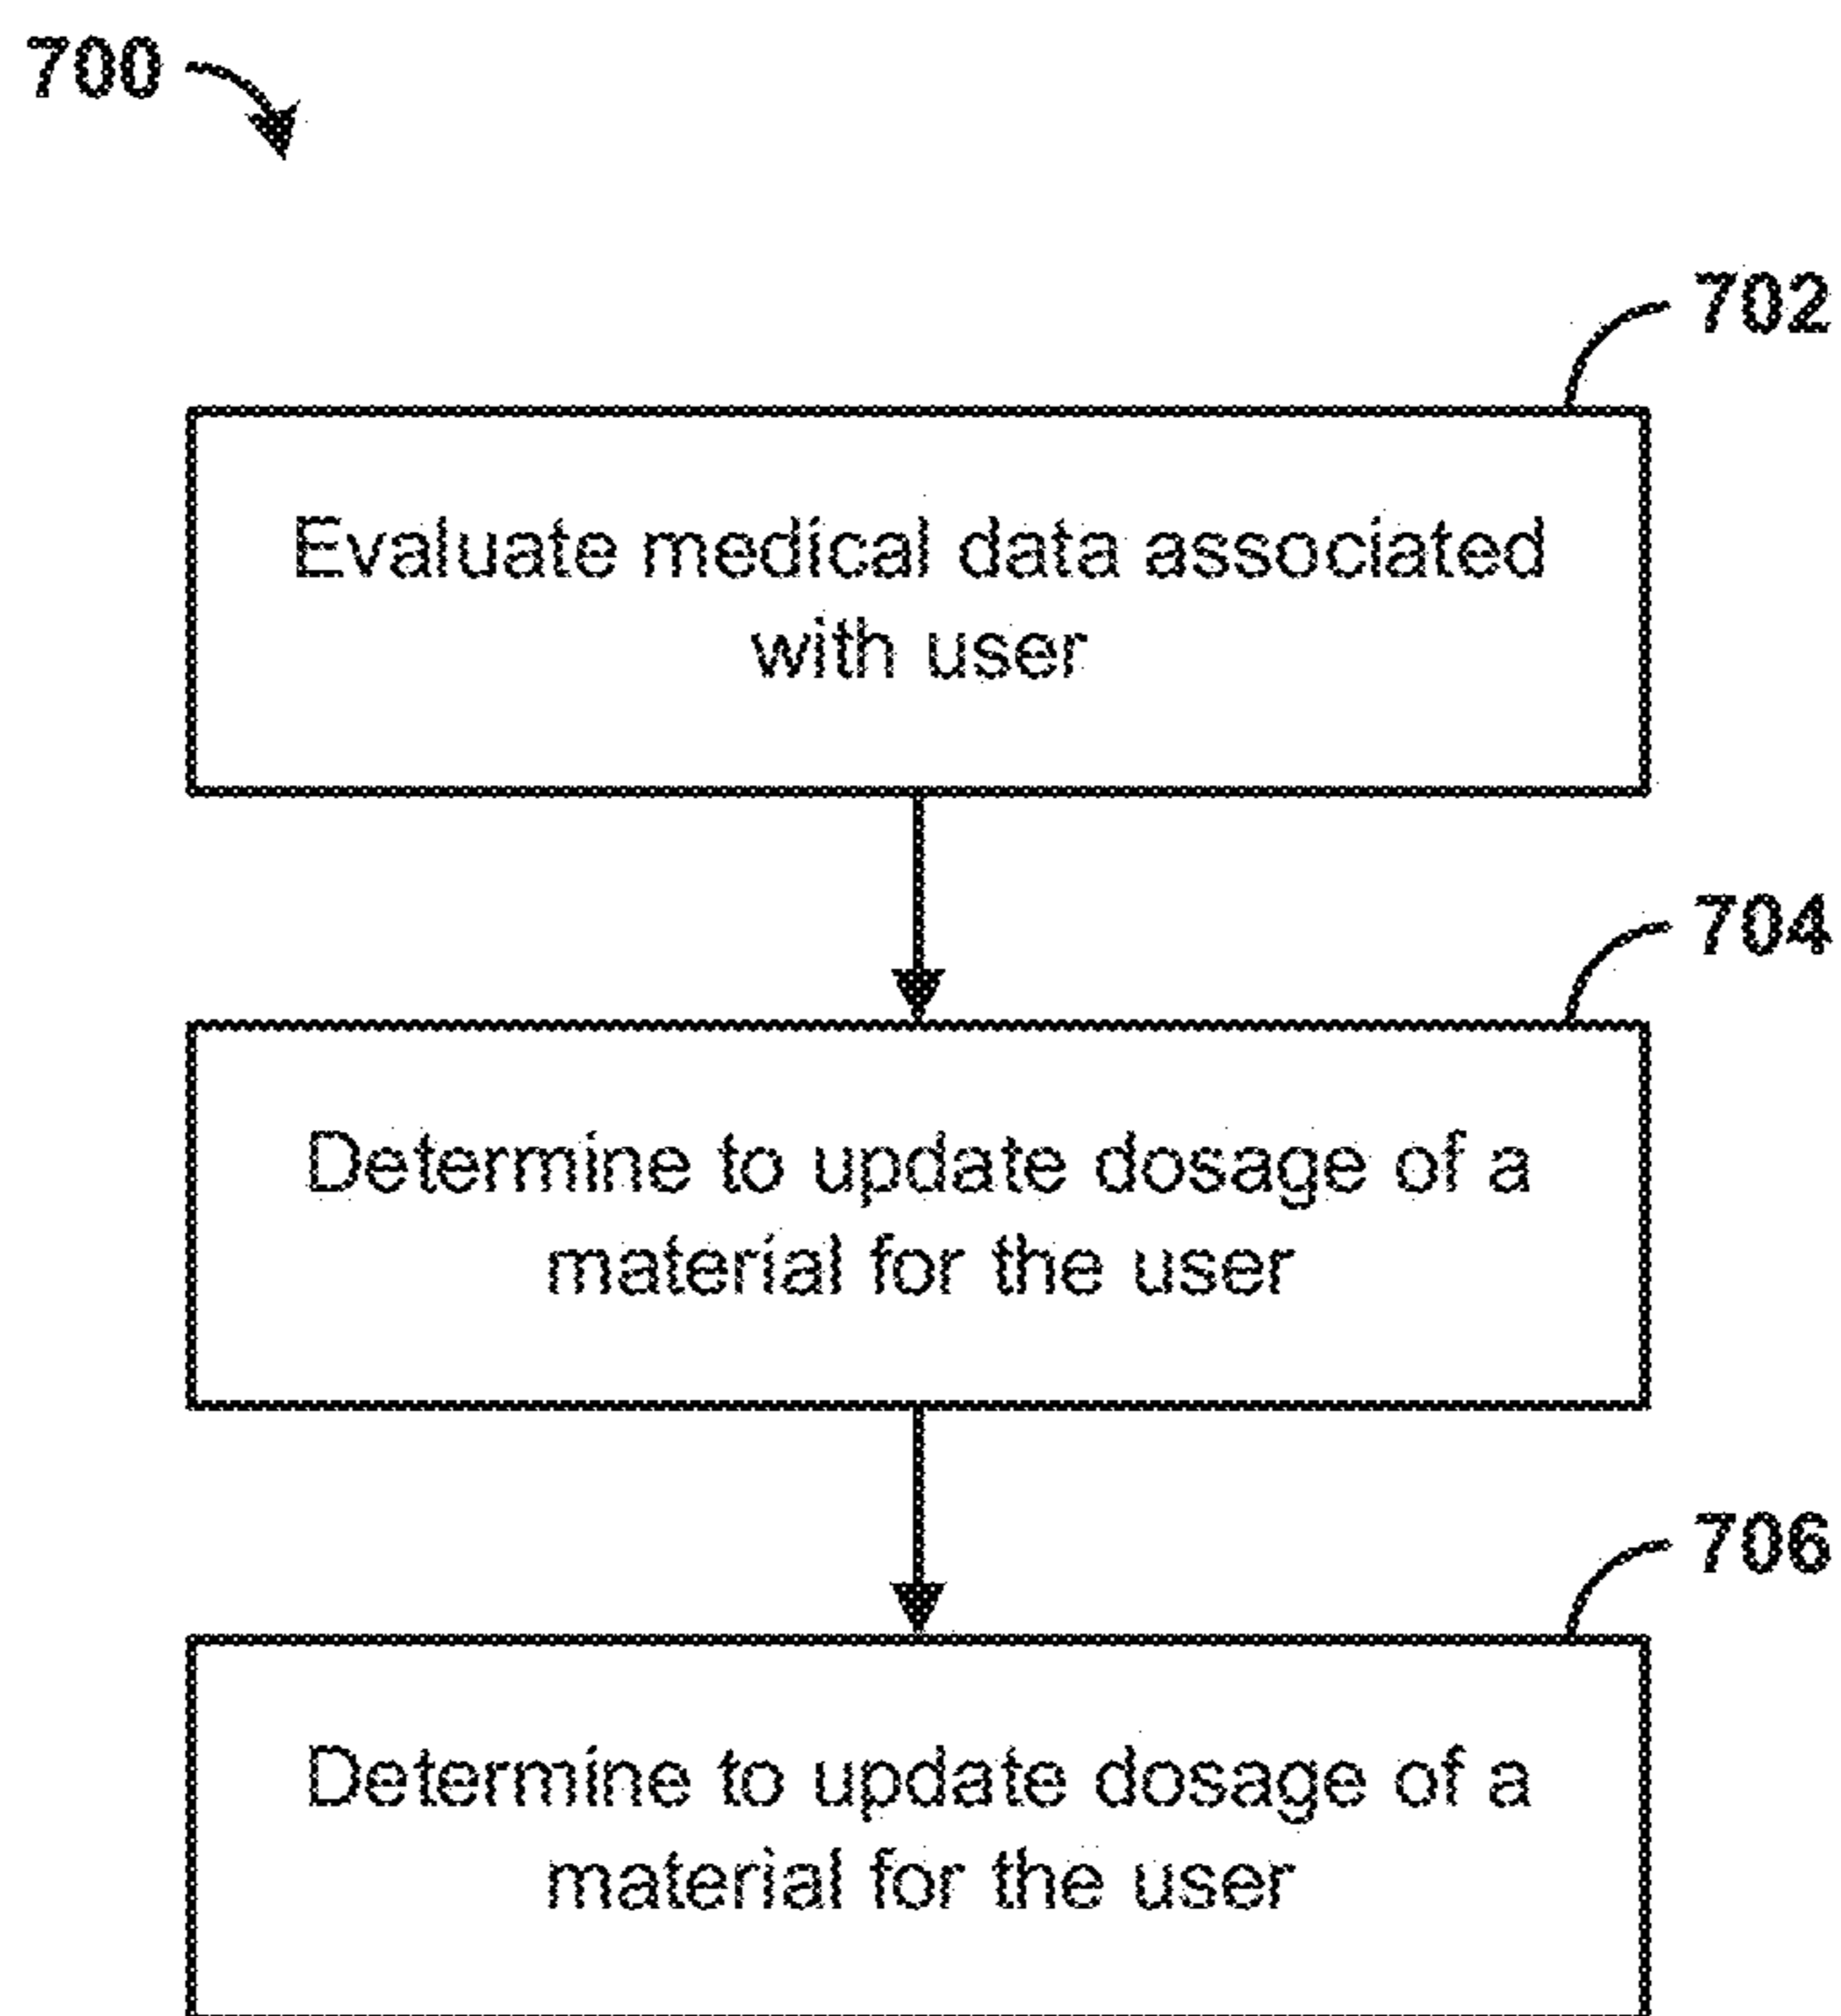 700
702
Evaluate medical data associated
with user
704
Determine to update dosage of a
material for the user
706
Determine to update dosage of a
material for the user